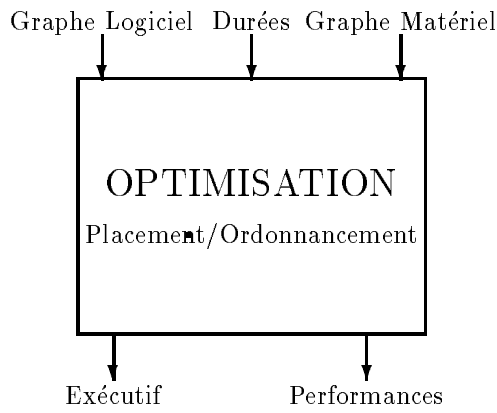 Graphe Logiciel Durées Graphe Matériel
OPTIMISATION
Placement/Ordonnancement
Exécutif Performances